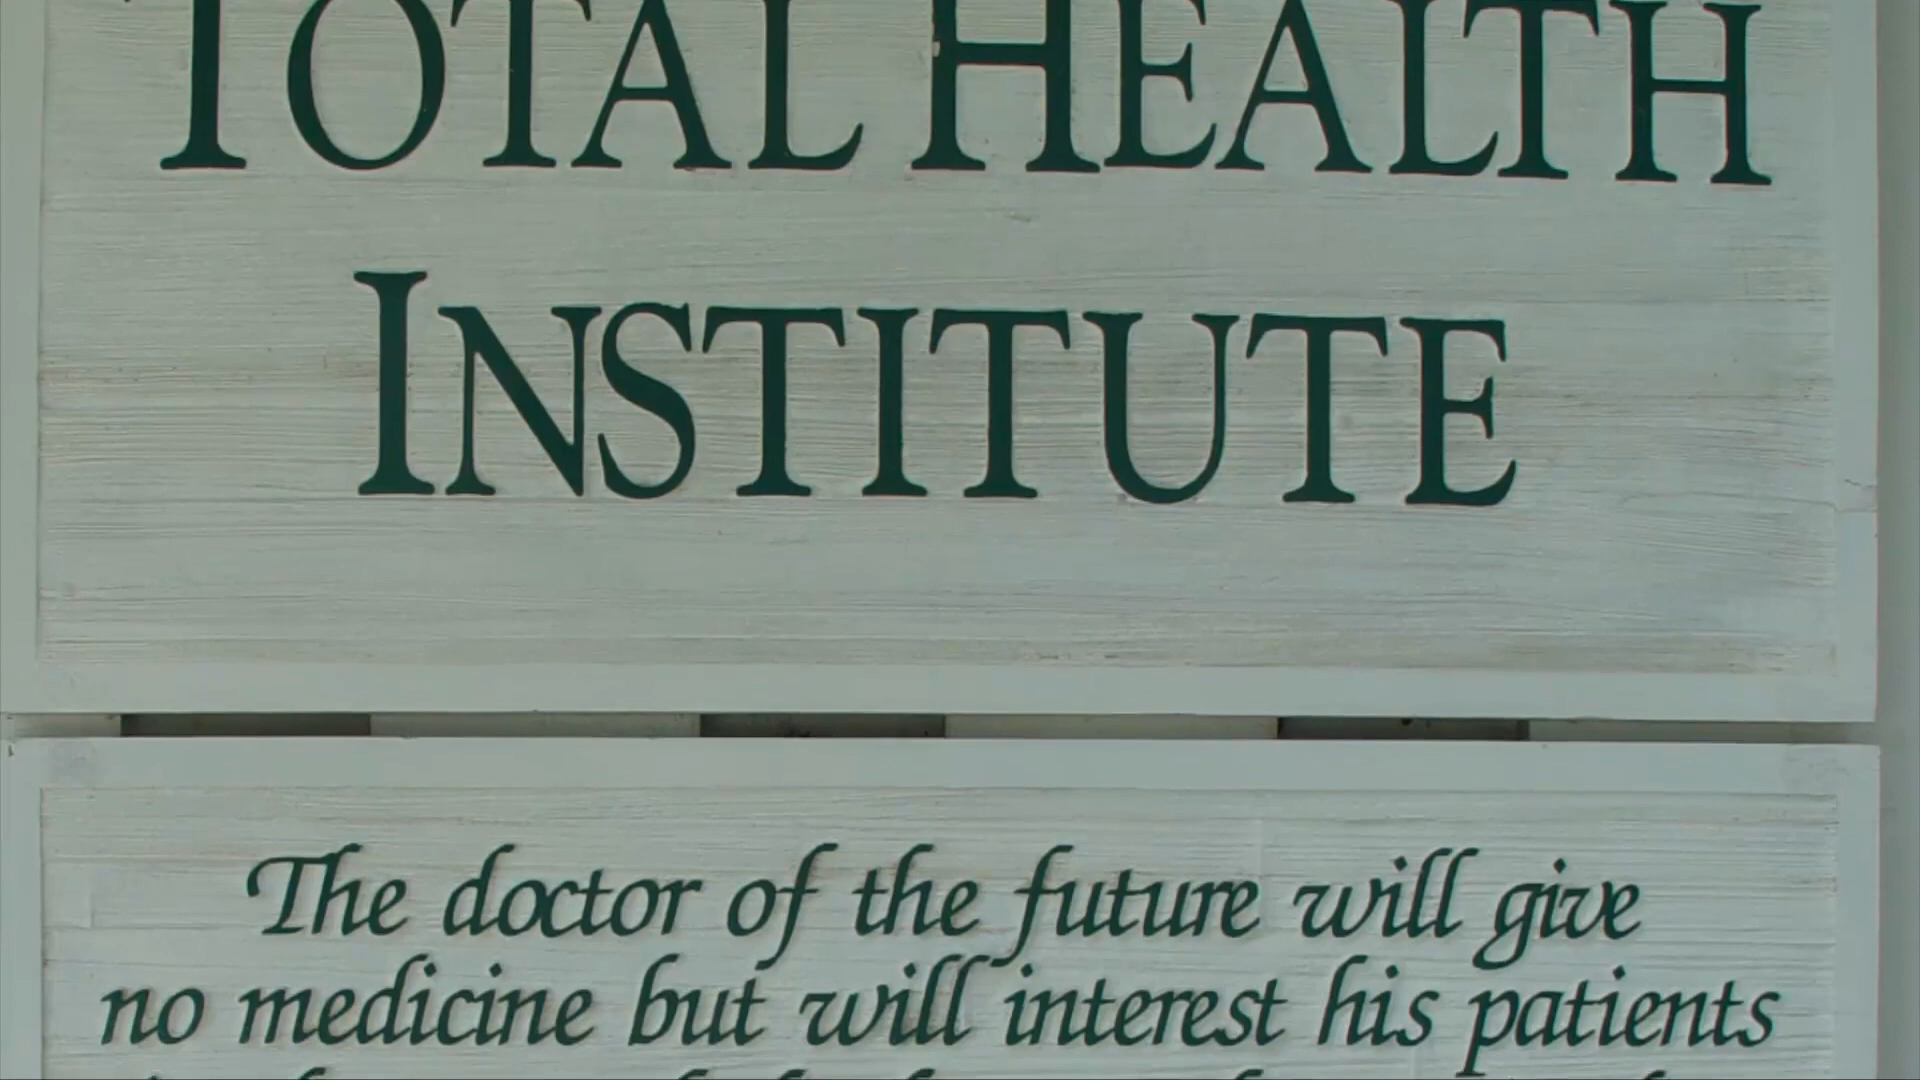 TOTAL HEALTH
INSTITUTE
The doctor of the future will give
no medicine but will interest his patients